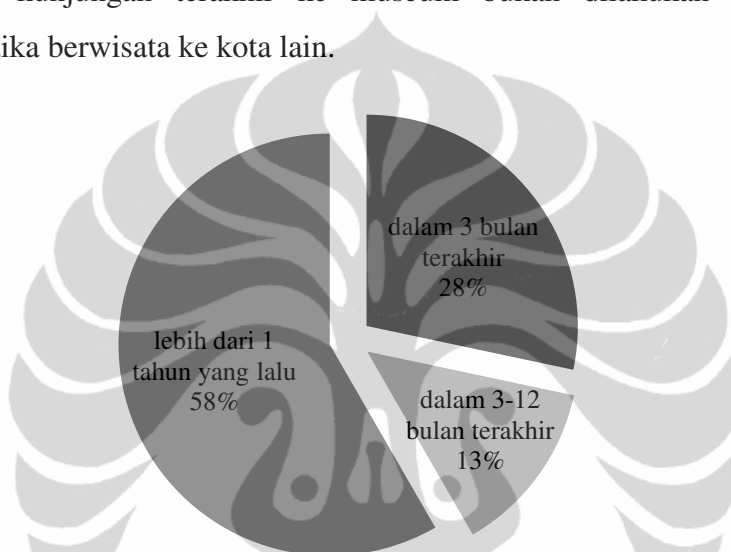 ika berwisata ke kota lain.
dalam 3 bulan
terakhir
28%
lebih dari 1
tahun yang lalu
58%
dalam 3-12
bulan terakhir
13%